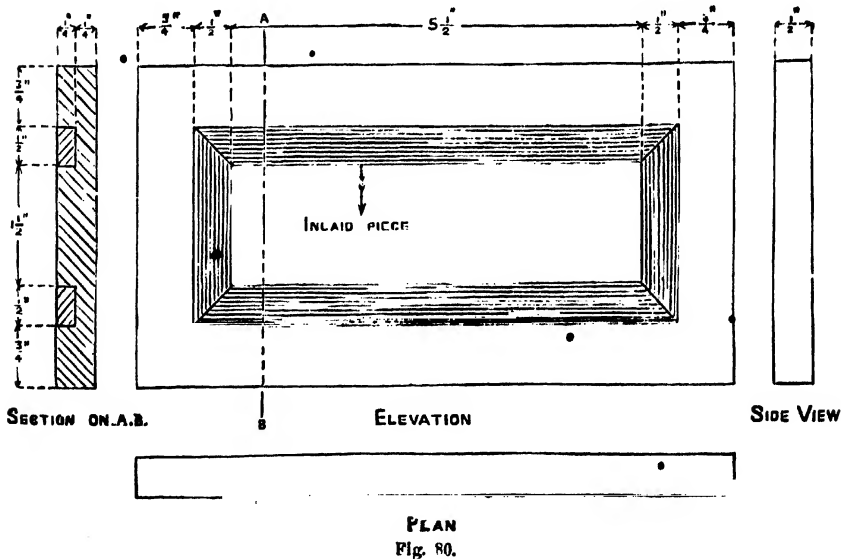 1/4" 1/4" 3/4" 1/2" A 5 1/2" 1/2" 3/4" 1/2"
3/4"
1/2"
1 1/2"
1/2"
3/4"
INLAID PIECE
SECTION ON A.B. B ELEVATION SIDE VIEW
PLAN
Fig. 80.